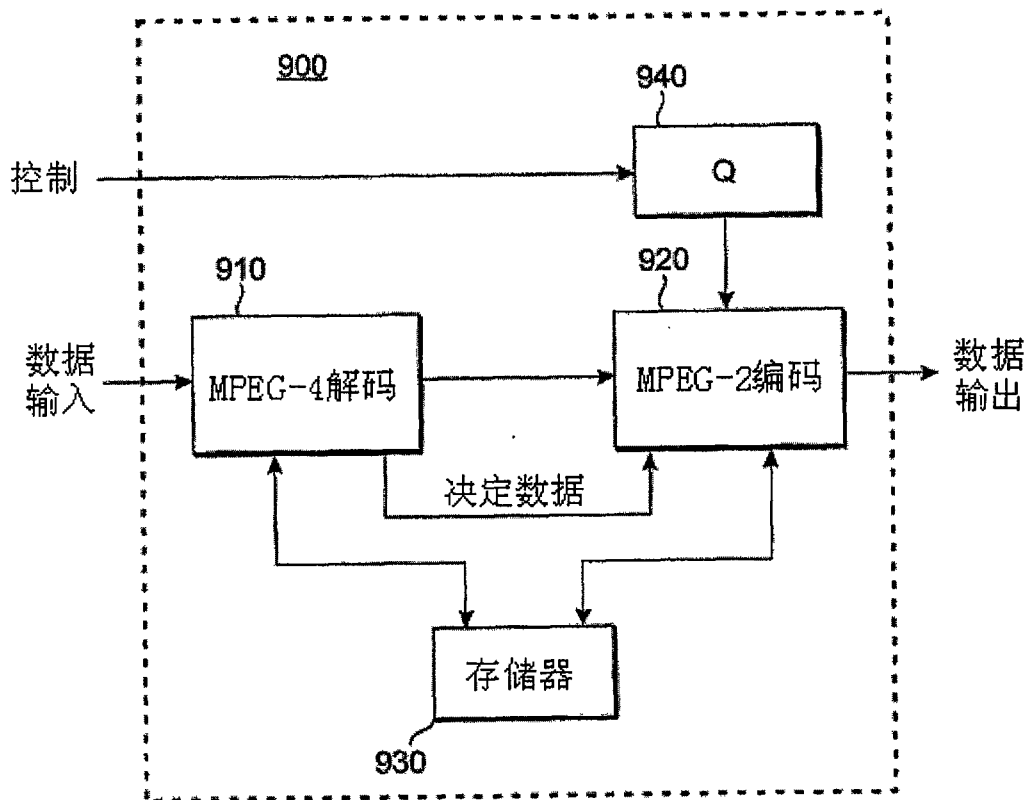 900
940
控制
Q
910
920
数据
输入
MPEG-4解码
MPEG-2编码
数据
输出
决定数据
存储器
930